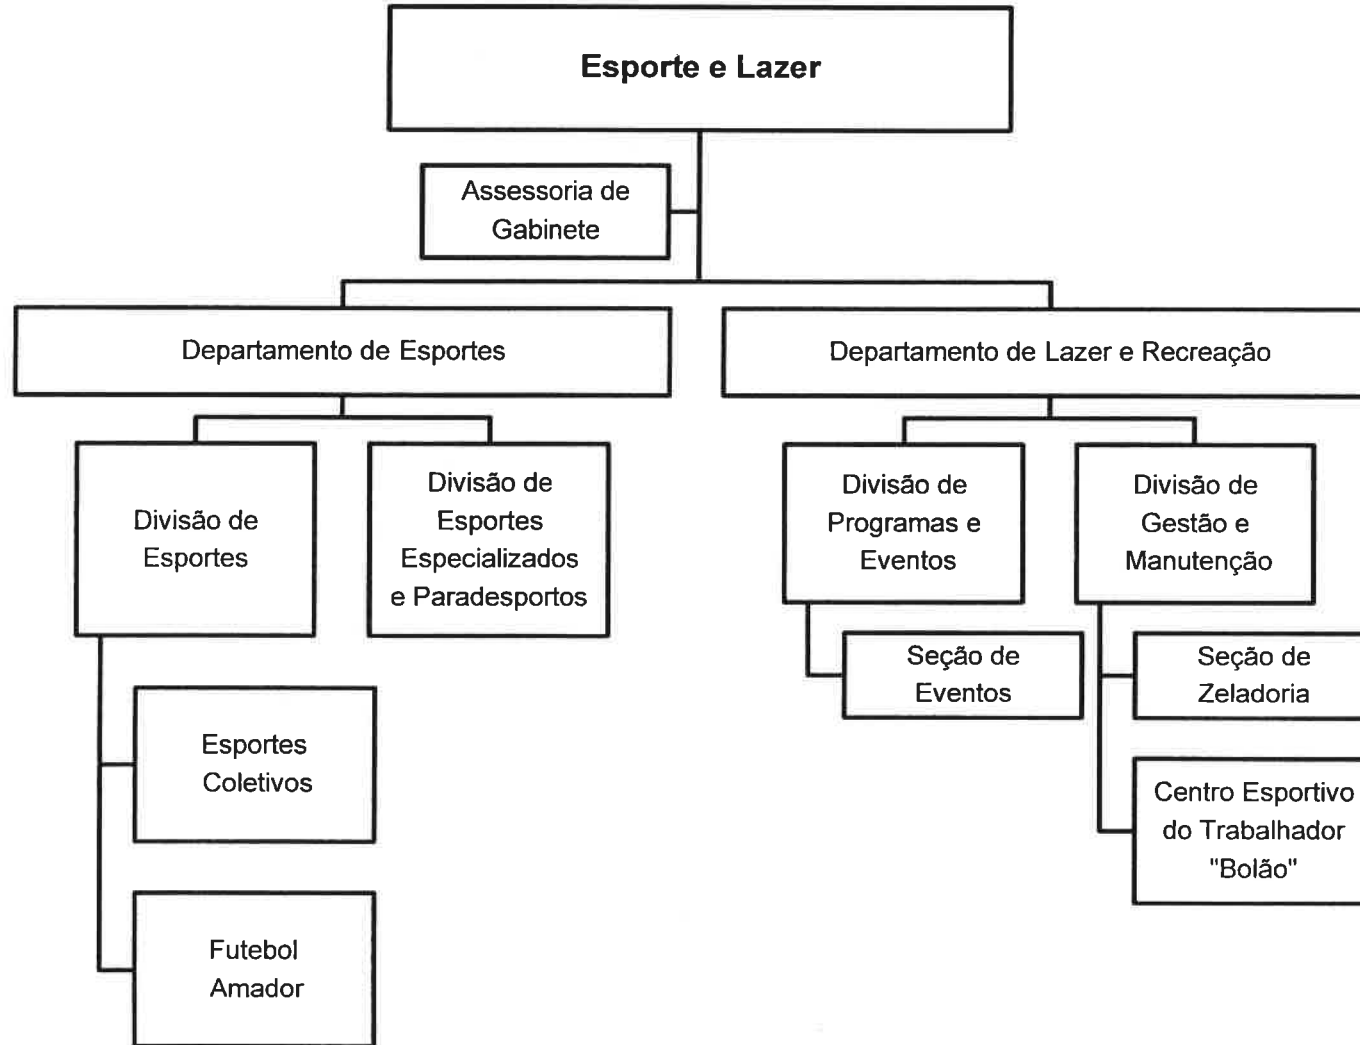 Esporte e Lazer
Assessoria de
Gabinete
Departamento de Esportes
Departamento de Lazer e Recreação
Divisão de
Esportes
Divisão de
Esportes
Especializados
e Paradesportos
Divisão de
Programas e
Eventos
Divisão de
Gestão e
Manutenção
Seção de
Eventos
Seção de
Zeladoria
Esportes
Coletivos
Centro Esportivo
do Trabalhador
"Bolão"
Futebol
Amador